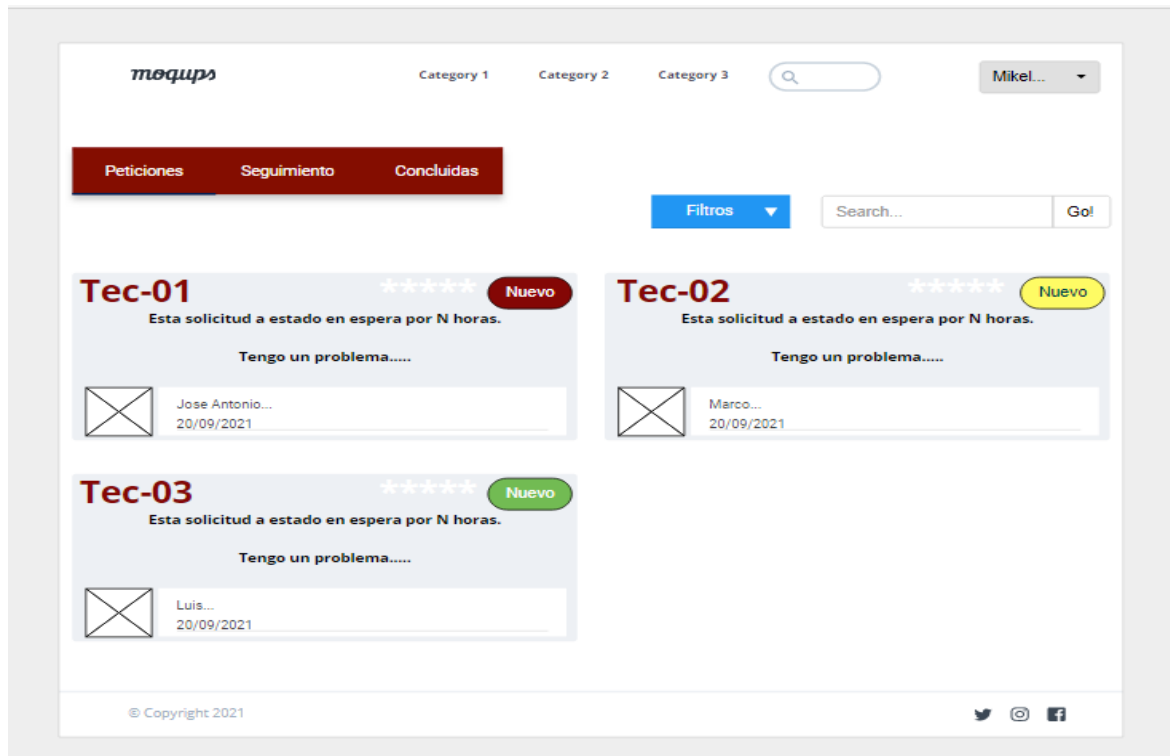 moqups Category 1 Category 2 Category 3 Mikel...
Peticiones Seguimiento Concluidas
Filtros Search... Go!
Tec-01 ***** Nuevo
Esta solicitud a estado en espera por N horas.
Tengo un problema.....
Jose Antonio...
20/09/2021
Tec-02 ***** Nuevo
Esta solicitud a estado en espera por N horas.
Tengo un problema.....
Marco...
20/09/2021
Tec-03 ***** Nuevo
Esta solicitud a estado en espera por N horas.
Tengo un problema.....
Luis...
20/09/2021
© Copyright 2021